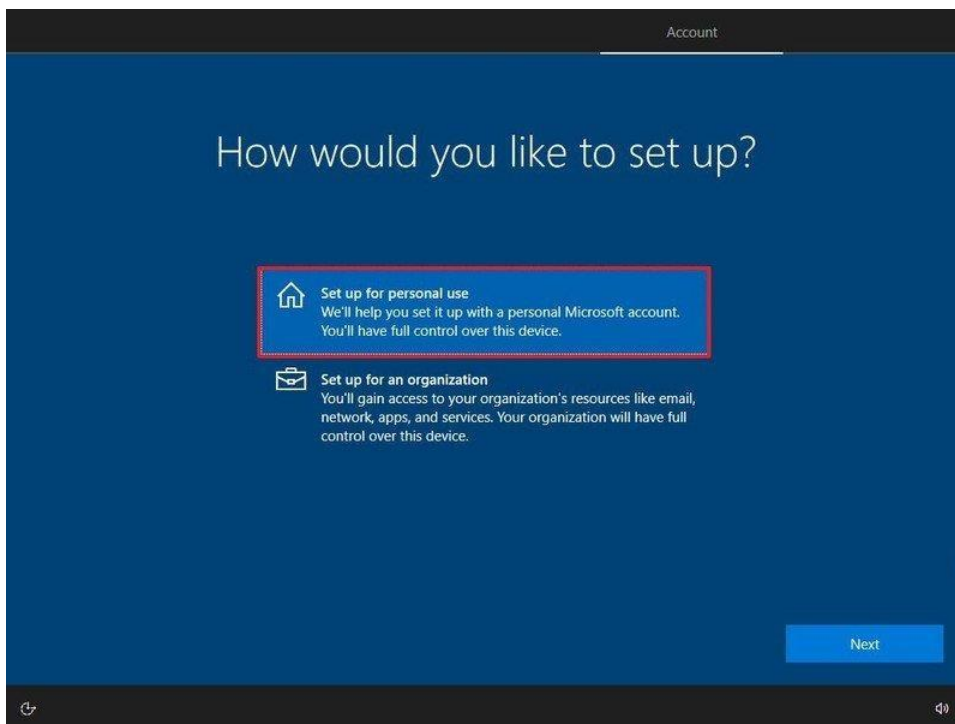 Account
How would you like to set up?
Set up for personal use
We'll help you set it up with a personal Microsoft account.
You'll have full control over this device.
Set up for an organization
You'll gain access to your organization's resources like email,
network, apps, and services. Your organization will have full
control over this device.
Next